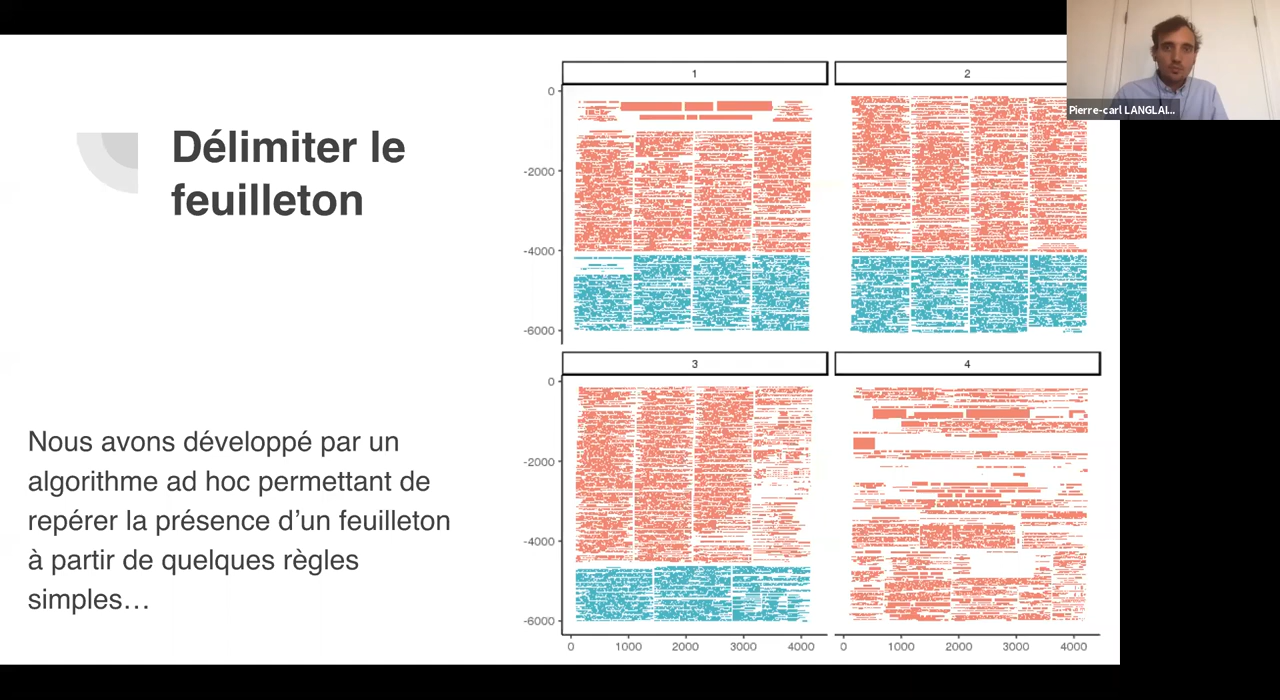 Délimiter le
feuilleton
Nous avons développé par un
algorithme ad hoc permettant de
repérer la présence d’un feuilleton
à partir de quelques règles
simples…
1
2
0
-2000
-4000
-6000
3
4
0
-2000
-4000
-6000
0 1000 2000 3000 4000
0 1000 2000 3000 4000
Pierre-carl LANGLAI...